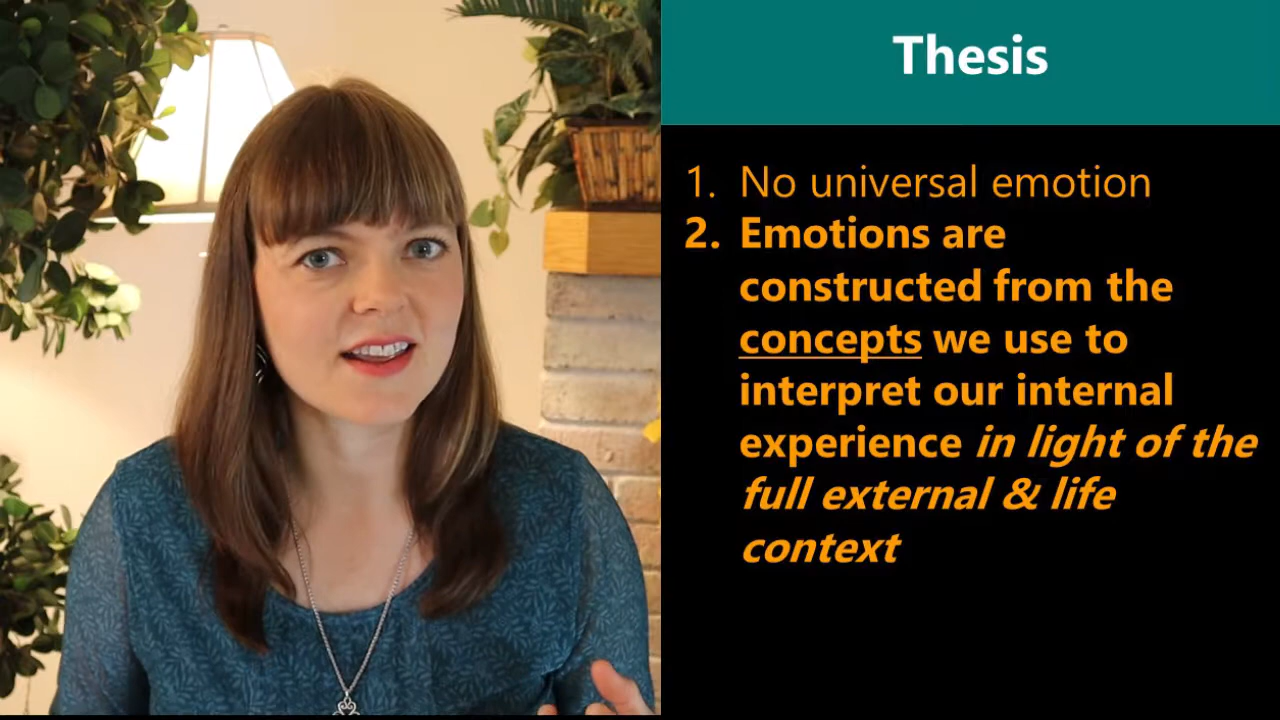 Thesis
1. No universal emotion
2. Emotions are
constructed from the
concepts we use to
interpret our internal
experience in light of the
full external & life
context